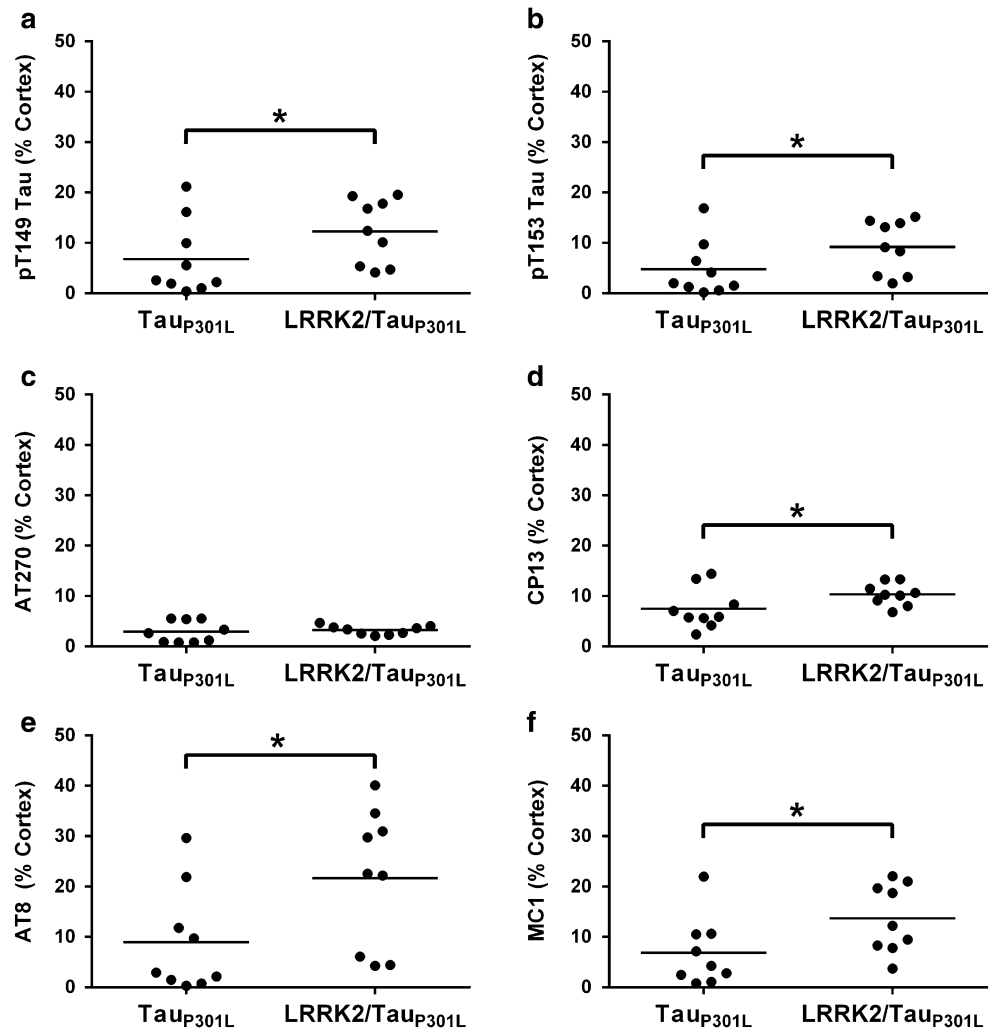 a
pT149 Tau (% Cortex)
50
40
30
20
10
0
*
TauP301L
LRRK2/TauP301L
b
pT153 Tau (% Cortex)
50
40
30
20
10
0
*
TauP301L
LRRK2/TauP301L
c
AT270 (% Cortex)
50
40
30
20
10
0
TauP301L
LRRK2/TauP301L
d
CP13 (% Cortex)
50
40
30
20
10
0
*
TauP301L
LRRK2/TauP301L
e
AT8 (% Cortex)
50
40
30
20
10
0
*
TauP301L
LRRK2/TauP301L
f
MC1 (% Cortex)
50
40
30
20
10
0
*
TauP301L
LRRK2/TauP301L